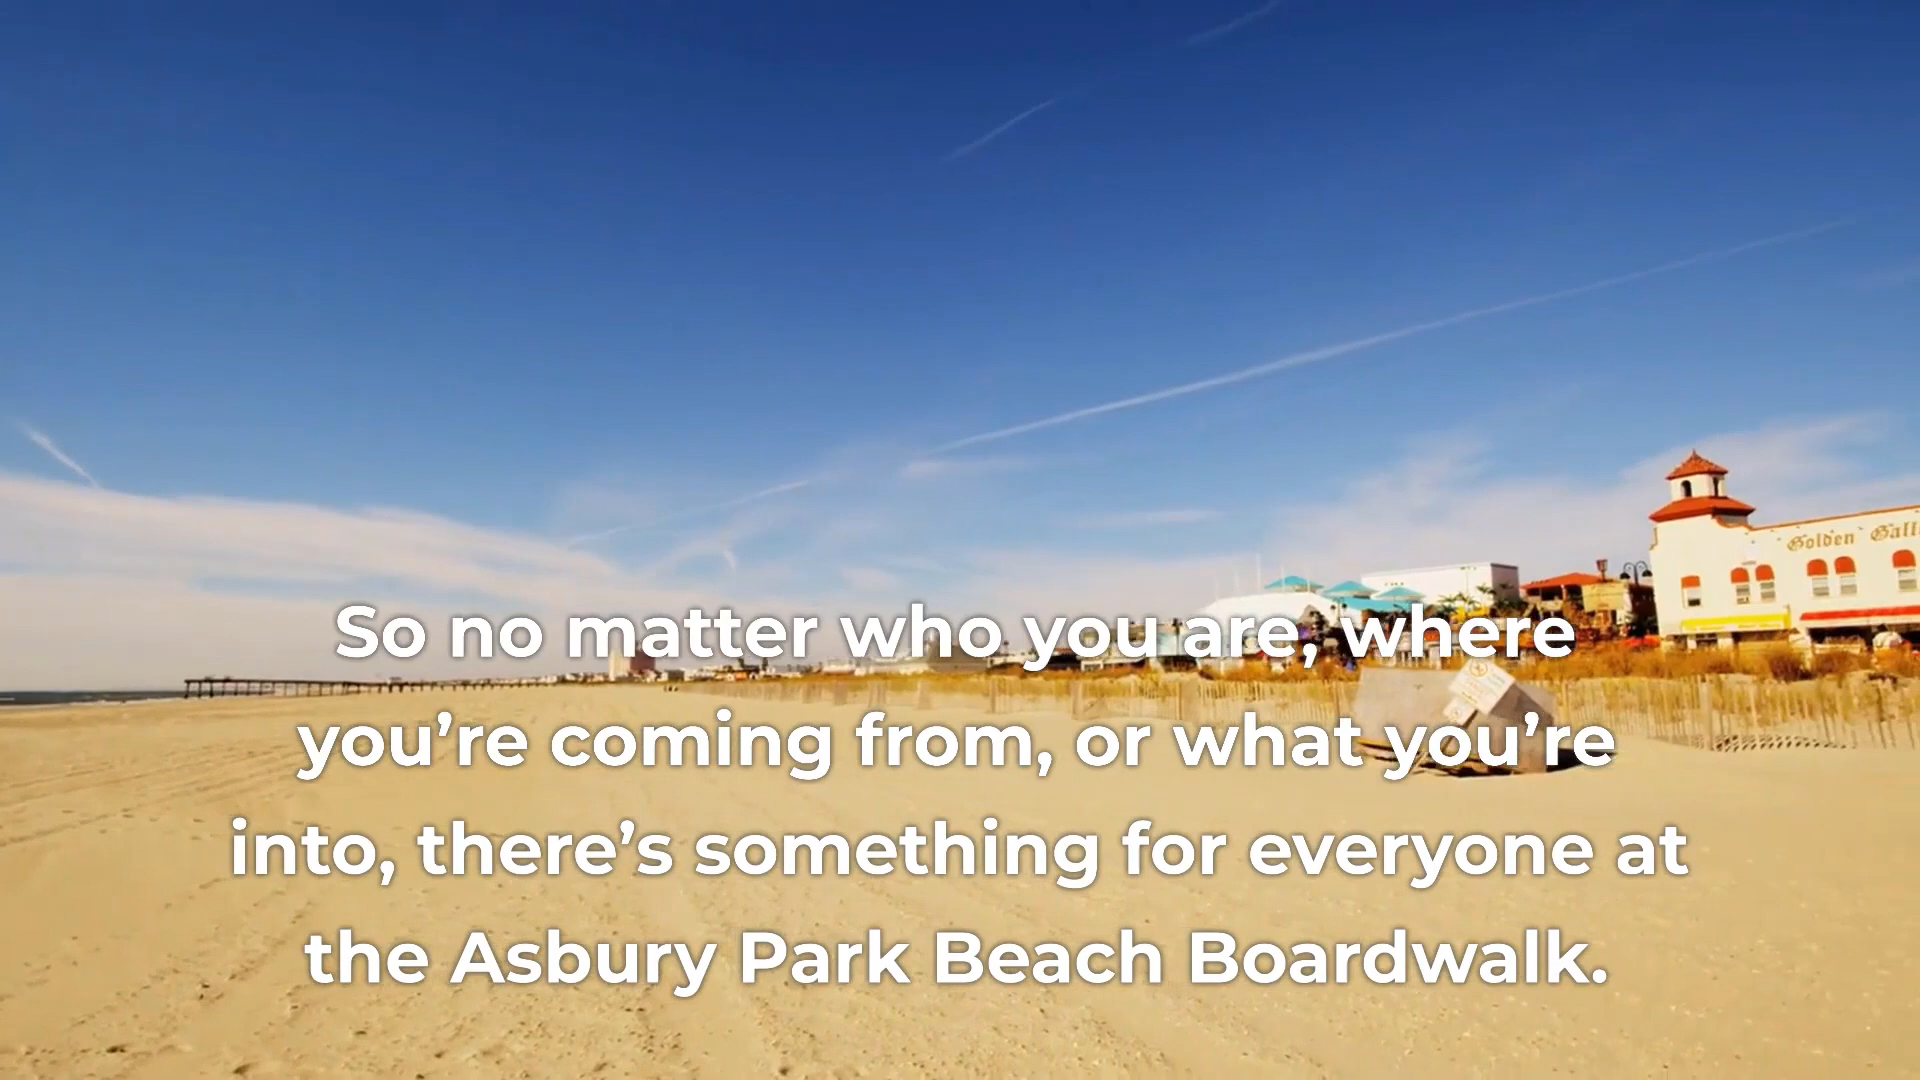 Golden Gall
So no matter who you are, where
you’re coming from, or what you’re
into, there’s something for everyone at
the Asbury Park Beach Boardwalk.